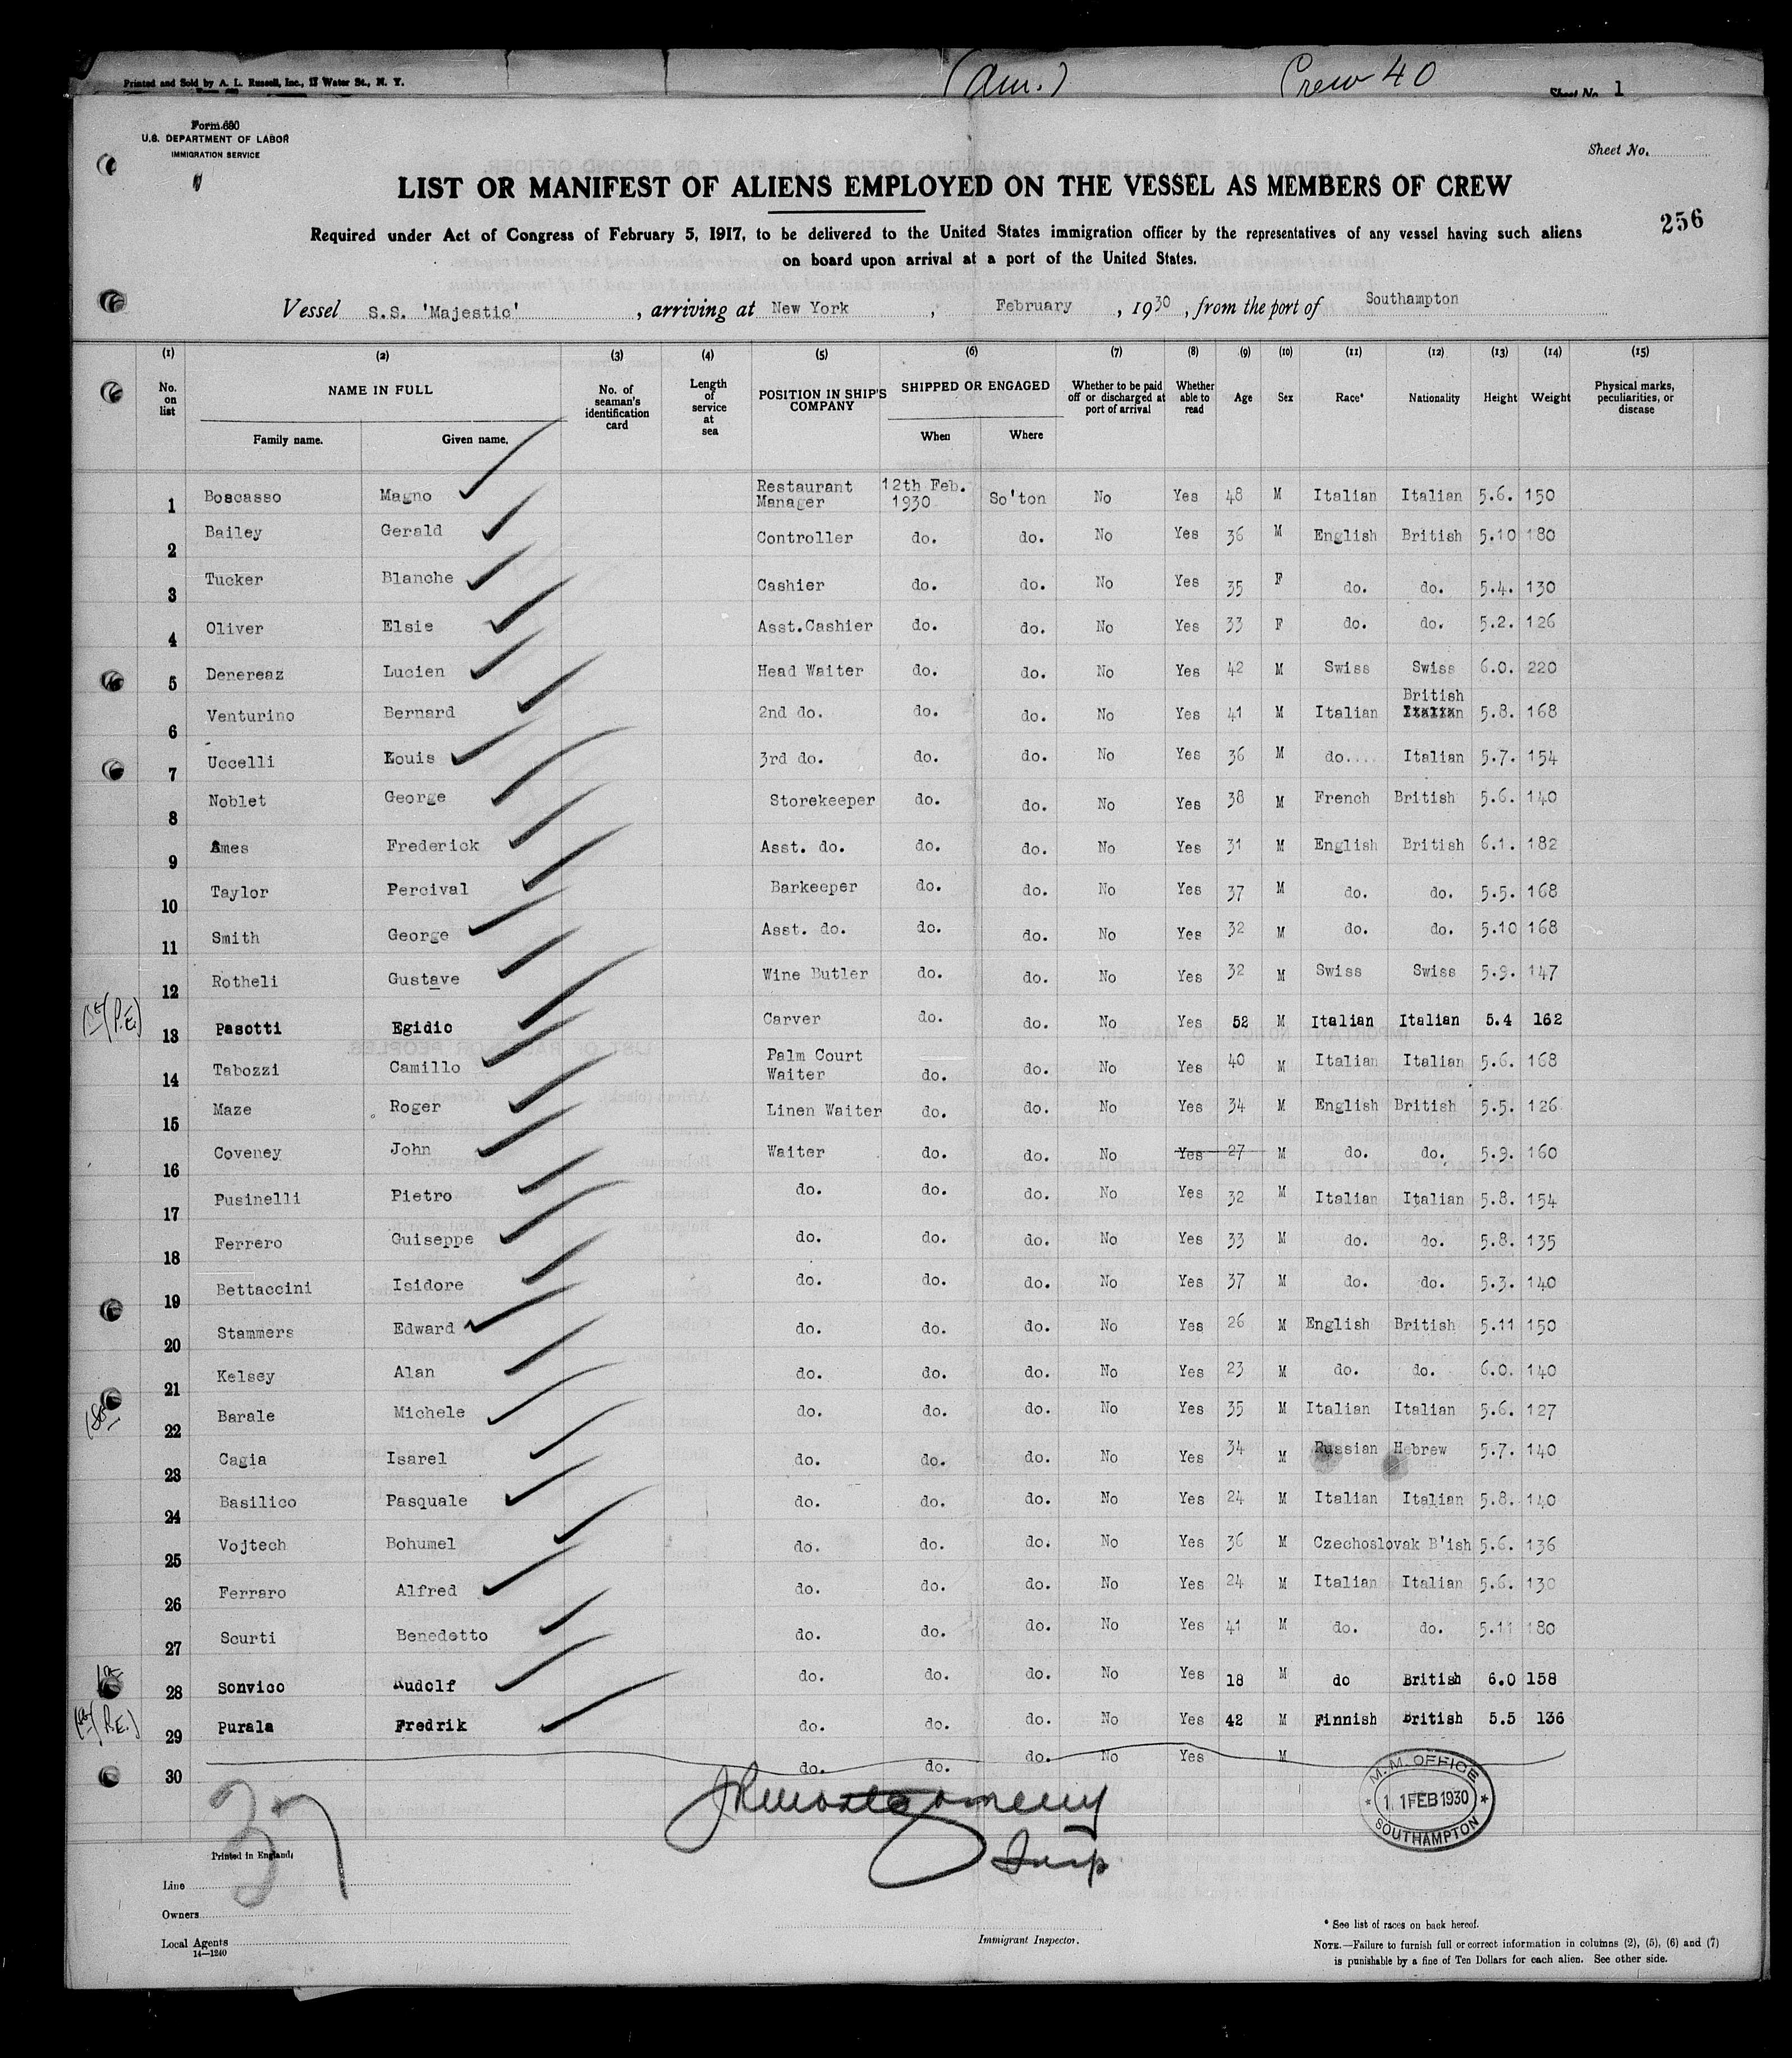 Printed and Sold by A. L. Russell, Inc., 17 Water St., N. Y.
(Am.) Crew 40 Sheet No. 1
Form 680
U.S. DEPARTMENT OF LABOR
IMMIGRATION SERVICE
Sheet No.
LIST OR MANIFEST OF ALIENS EMPLOYED ON THE VESSEL AS MEMBERS OF CREW
256
Required under Act of Congress of February 5, 1917, to be delivered to the United States immigration officer by the representatives of any vessel having such aliens
on board upon arrival at a port of the United States.
Vessel S.S. 'Majestic' , arriving at New York , February , 1930 , from the port of Southampton
(1) (2) (3) (4) (5) (6) (7) (8) (9) (10) (11) (12) (13) (14) (15)
No. on list NAME IN FULL Family name. Given name. No. of seaman's identification card Length of service at sea POSITION IN SHIP'S COMPANY SHIPPED OR ENGAGED When Where Whether to be paid off or discharged at port of arrival Whether able to read Age Sex Race* Nationality Height Weight Physical marks, peculiarities, or disease
1 Boscasso Magno Restaurant Manager 12th Feb. 1930 So'ton No Yes 48 M Italian Italian 5.6. 150
2 Bailey Gerald Controller do. do. No Yes 36 M English British 5.10 180
3 Tucker Blanche Cashier do. do. No Yes 35 F do. do. 5.4. 130
4 Oliver Elsie Asst.Cashier do. do. No Yes 33 F do. do. 5.2. 126
5 Denereaz Lucien Head Waiter do. do. No Yes 42 M Swiss Swiss 6.0. 220
6 Venturino Bernard 2nd do. do. do. No Yes 41 M Italian British Italian 5.8. 168
7 Uccelli Louis 3rd do. do. do. No Yes 36 M do.... Italian 5.7. 154
8 Noblet George Storekeeper do. do. No Yes 38 M French British 5.6. 140
9 Ames Frederick Asst. do. do. do. No Yes 31 M English British 6.1. 182
10 Taylor Percival Barkeeper do. do. No Yes 37 M do. do. 5.5. 168
11 Smith George Asst. do. do. do. No Yes 32 M do. do. 5.10 168
12 Rotheli Gustave Wine Butler do. do. No Yes 32 M Swiss Swiss 5.9. 147
(P.E.) 13 Pasotti Egidio Carver do. do. No Yes 52 M Italian Italian 5.4 162
14 Tabozzi Camillo Palm Court Waiter do. do. No Yes 40 M Italian Italian 5.6. 168
15 Maze Roger Linen Waiter do. do. No Yes 34 M English British 5.5. 126
16 Coveney John Waiter do. do. No Yes 27 M do. do. 5.9. 160
17 Pusinelli Pietro do. do. do. No Yes 32 M Italian Italian 5.8. 154
18 Ferrero Guiseppe do. do. do. No Yes 33 M do. do. 5.8. 135
19 Bettaccini Isidore do. do. do. No Yes 37 M do. do. 5.3. 140
20 Stammers Edward do. do. do. No Yes 26 M English British 5.11 150
21 Kelsey Alan do. do. do. No Yes 23 M do. do. 6.0. 140
22 Barale Michele do. do. do. No Yes 35 M Italian Italian 5.6. 127
23 Cagia Isarel do. do. do. No Yes 34 M Russian Hebrew 5.7. 140
24 Basilico Pasquale do. do. do. No Yes 24 M Italian Italian 5.8. 140
25 Vojtech Bohumel do. do. do. No Yes 36 M Czechoslovak B'ish 5.6. 136
26 Ferraro Alfred do. do. do. No Yes 24 M Italian Italian 5.6. 130
27 Scurti Benedetto do. do. do. No Yes 41 M do. do. 5.11 180
28 Sonvico Rudolf do. do. do. No Yes 18 M do British 6.0 158
(P.E.) 29 Purala Fredrik do. do. do. No Yes 42 M Finnish British 5.5 136
30 do. do. do. No Yes M
37
JRMontgomery
Insp
M.M. OFFICE
* 11FEB1930 *
SOUTHAMPTON
Printed in England.
Line
Owners
Local Agents
14—1240
Immigrant Inspector.
* See list of races on back hereof.
NOTE.—Failure to furnish full or correct information in columns (2), (5), (6) and (7)
is punishable by a fine of Ten Dollars for each alien. See other side.